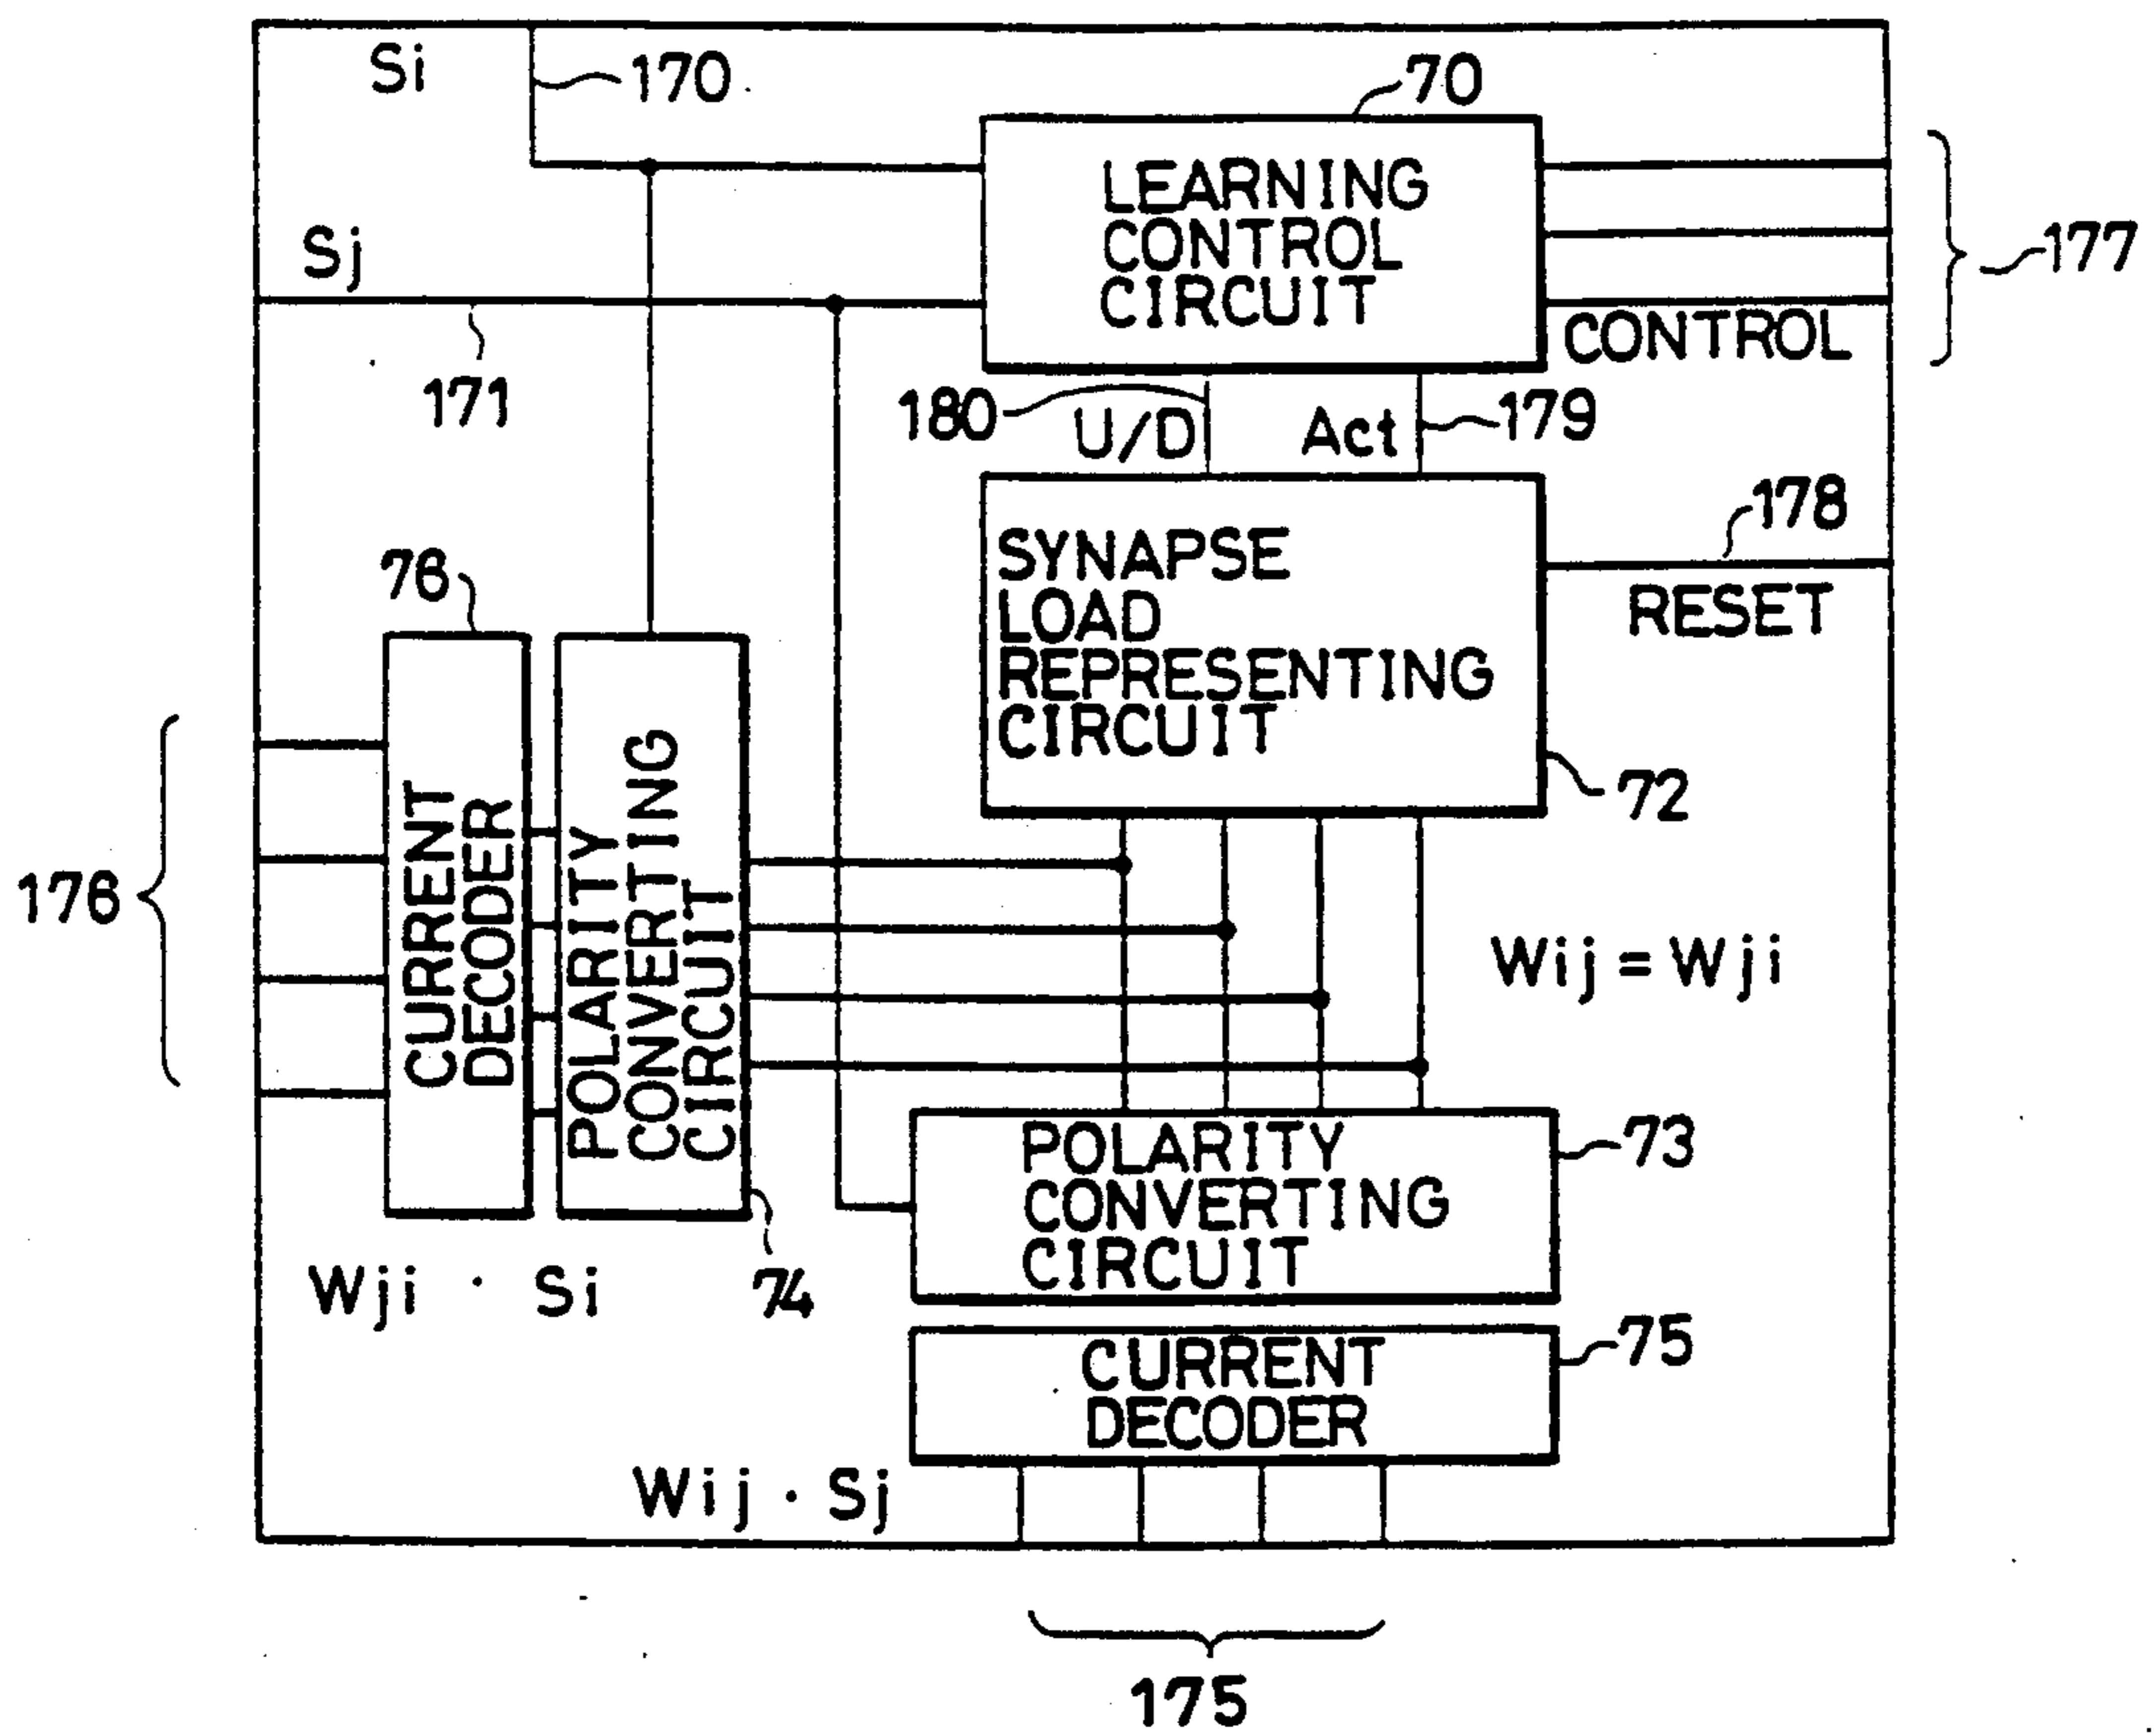 Si
170
70
LEARNING
CONTROL
CIRCUIT
Sj
177
171
CONTROL
180
U/D
Act
179
178
RESET
76
SYNAPSE
LOAD
REPRESENTING
CIRCUIT
72
176
CURRENT
DECODER
POLARITY
CONVERTING
CIRCUIT
Wij = Wji
73
POLARITY
CONVERTING
CIRCUIT
Wji · Si
74
75
CURRENT
DECODER
Wij · Sj
175